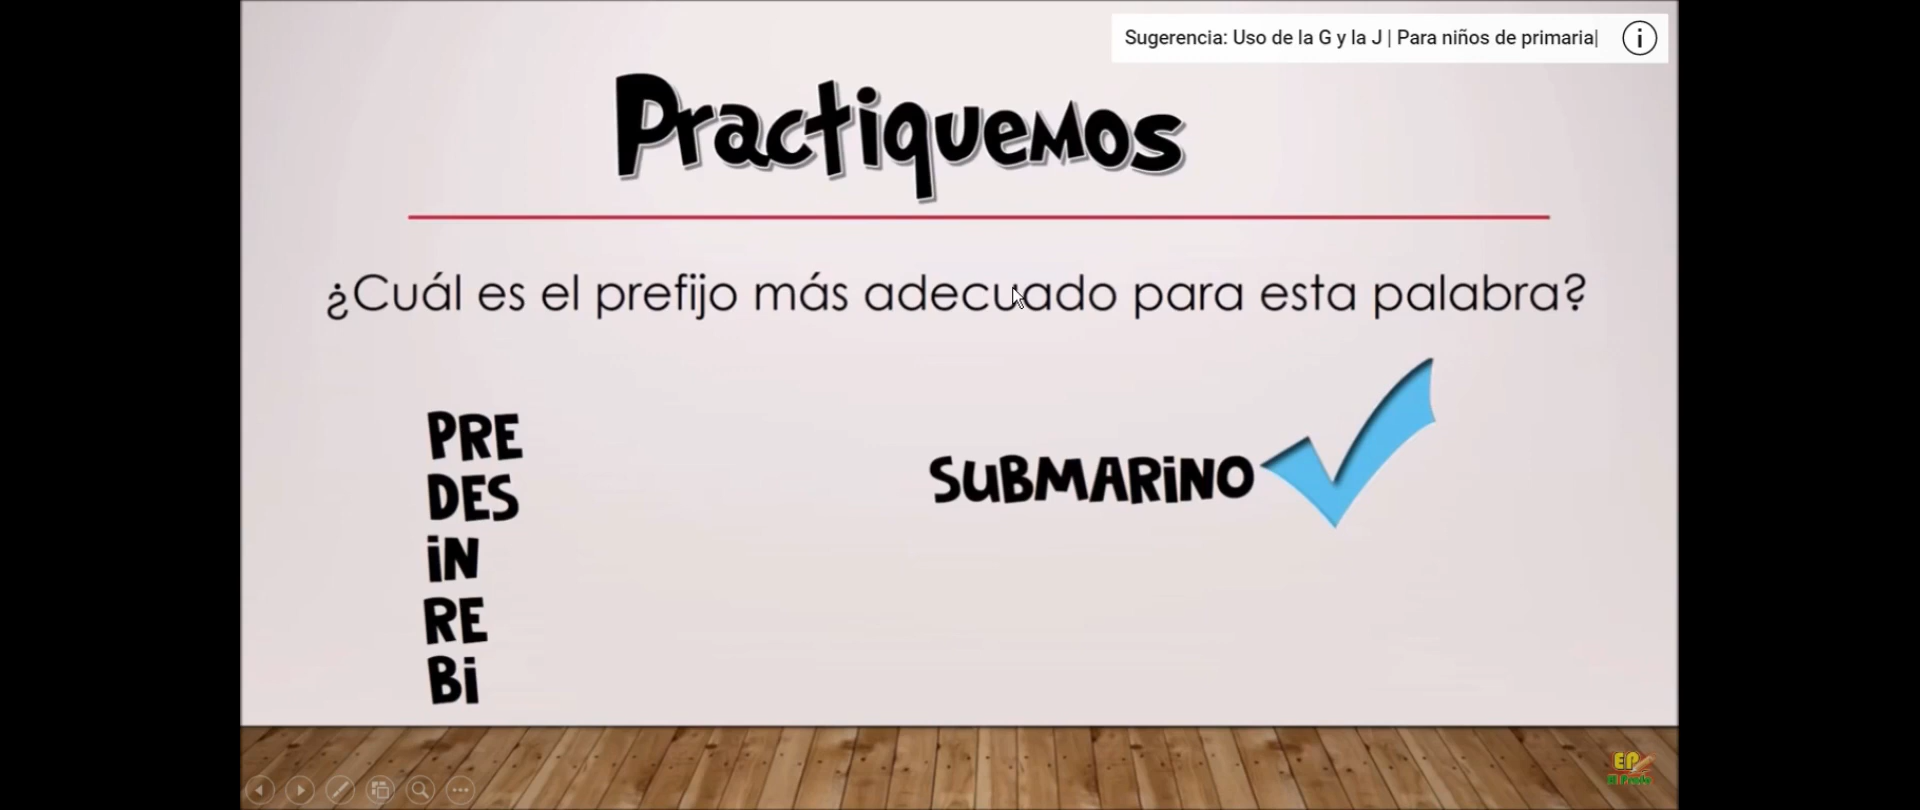 Sugerencia: Uso de la G y la J | Para niños de primaria|
Practiquemos
¿Cuál es el prefijo más adecuado para esta palabra?
PRE
DES
iN
RE
Bi
SuBMARiNO
EP